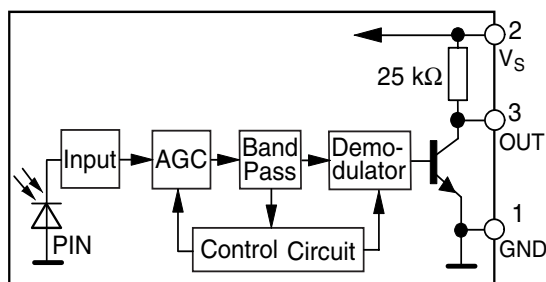 2
V_S
25 kΩ
3
OUT
Input
AGC
Band
Pass
Demo-
dulator
PIN
Control Circuit
1
GND